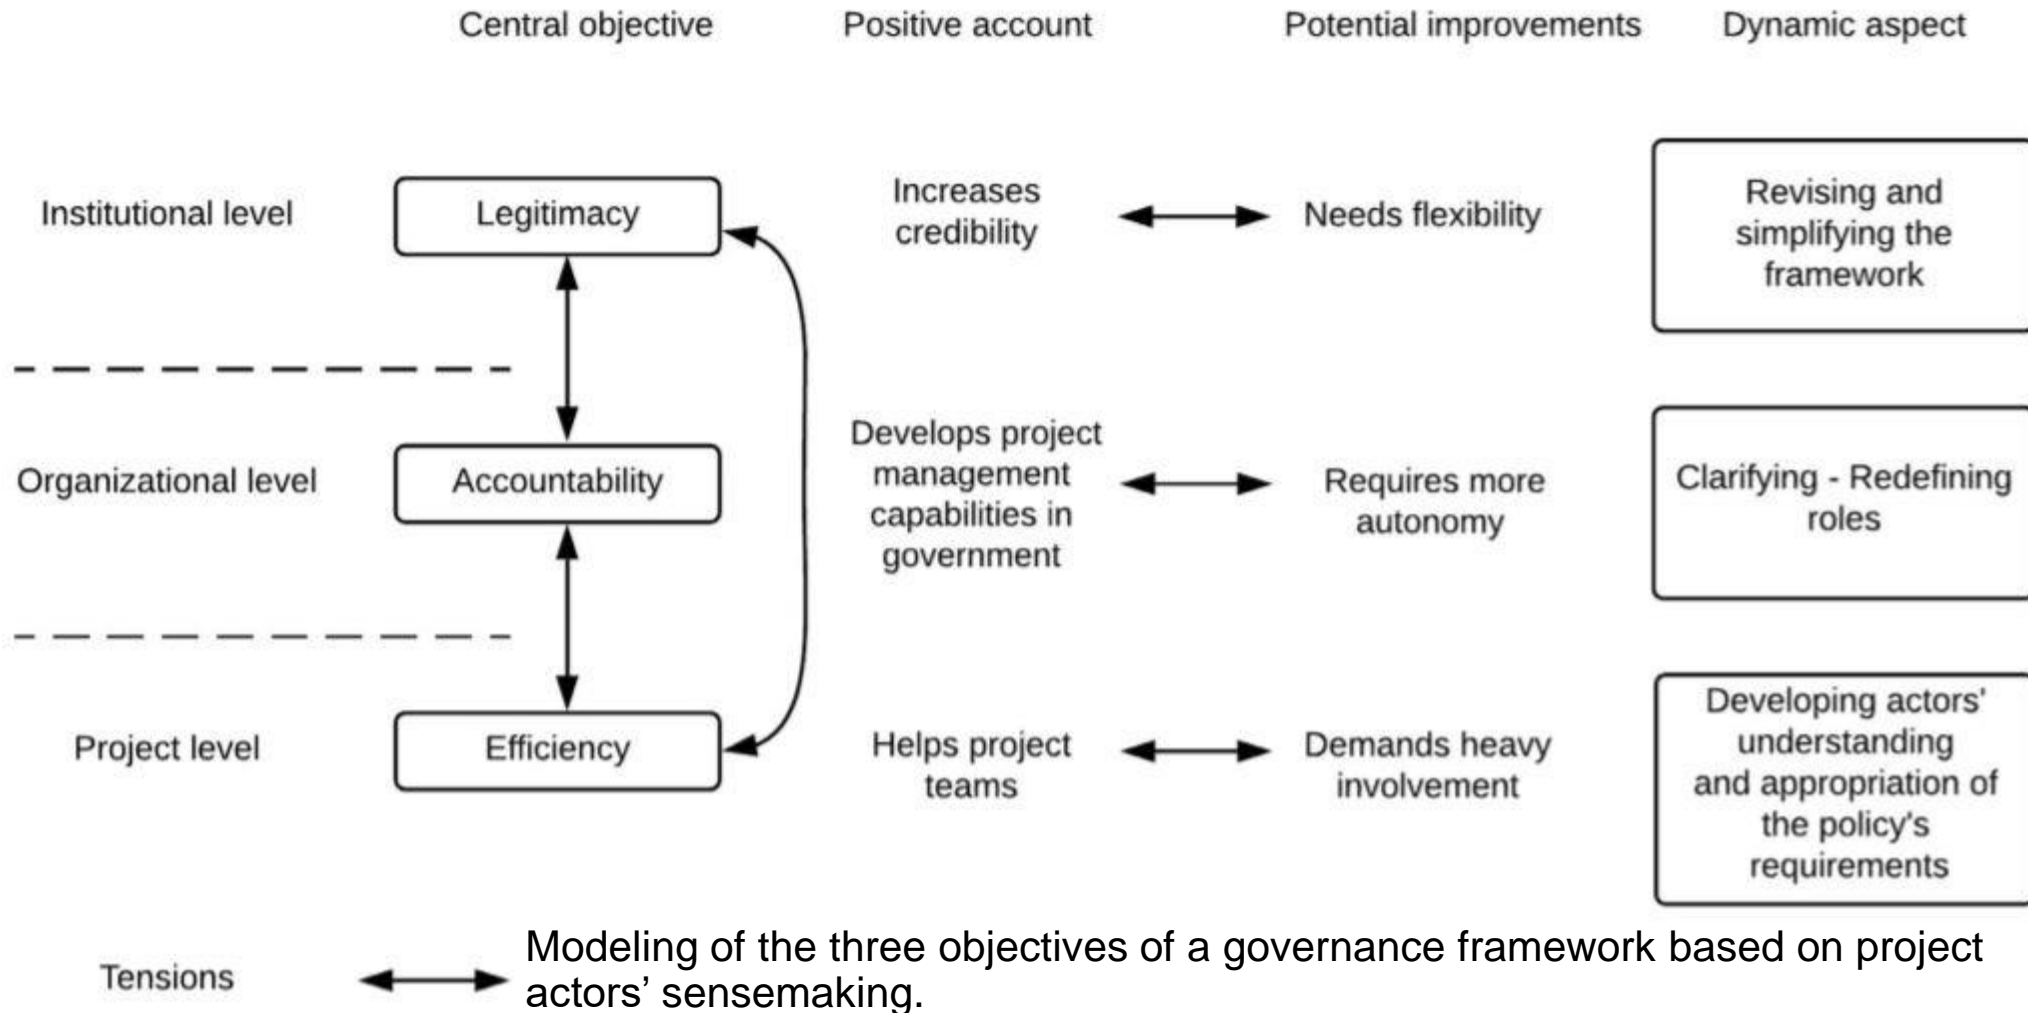 Central objective
Positive account
Potential improvements
Dynamic aspect
Institutional level
Legitimacy
Increases
credibility
Needs flexibility
Revising and
simplifying the
framework
Organizational level
Accountability
Develops project
management
capabilities in
government
Requires more
autonomy
Clarifying - Redefining
roles
Project level
Efficiency
Helps project
teams
Demands heavy
involvement
Developing actors'
understanding
and appropriation of
the policy's
requirements
Tensions
Modeling of the three objectives of a governance framework based on project
actors’ sensemaking.